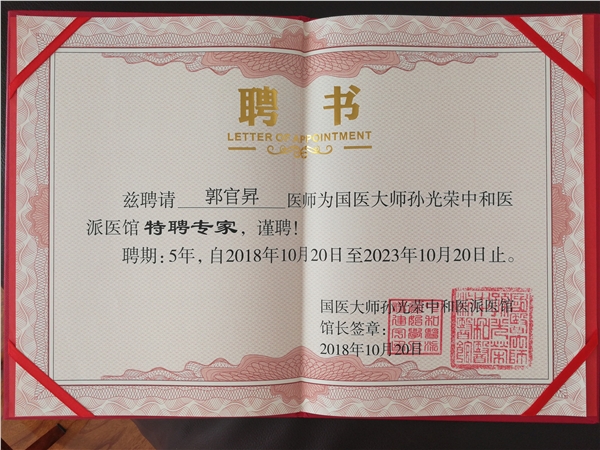 聘 书
LETTER OF APPOINTMENT
兹聘请 郭官昇 医师为国医大师孙光荣中和医
派医馆 特聘专家，谨聘！
聘期：5年，自2018年10月20日至2023年10月20日止。
国医大师孙光荣中和医派医馆
馆长签章：
2018年10月20日